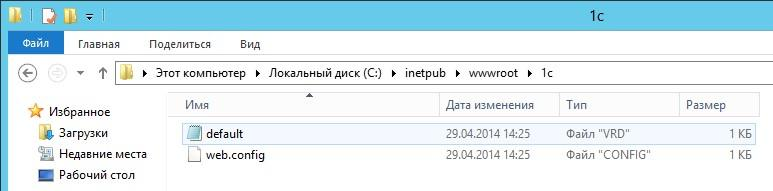 1c
Файл Главная Поделиться Вид
Этот компьютер Локальный диск (C:) inetpub wwwroot 1c
Избранное
Загрузки
Недавние места
Рабочий стол
Имя Дата изменения Тип Размер
default 29.04.2014 14:25 Файл "VRD" 1 КБ
web.config 29.04.2014 14:25 Файл "CONFIG" 1 КБ